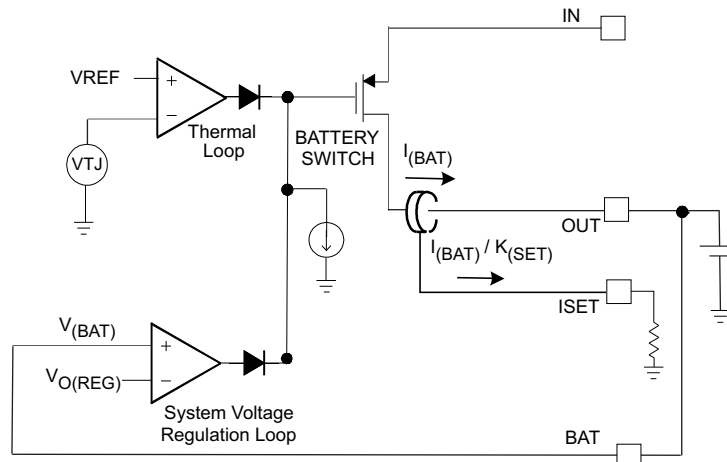 IN
VREF
+
−
Thermal
Loop
BATTERY
SWITCH
VTJ
I(BAT)
OUT
I(BAT) / K(SET)
ISET
V(BAT)
+
VO(REG)
−
System Voltage
Regulation Loop
BAT